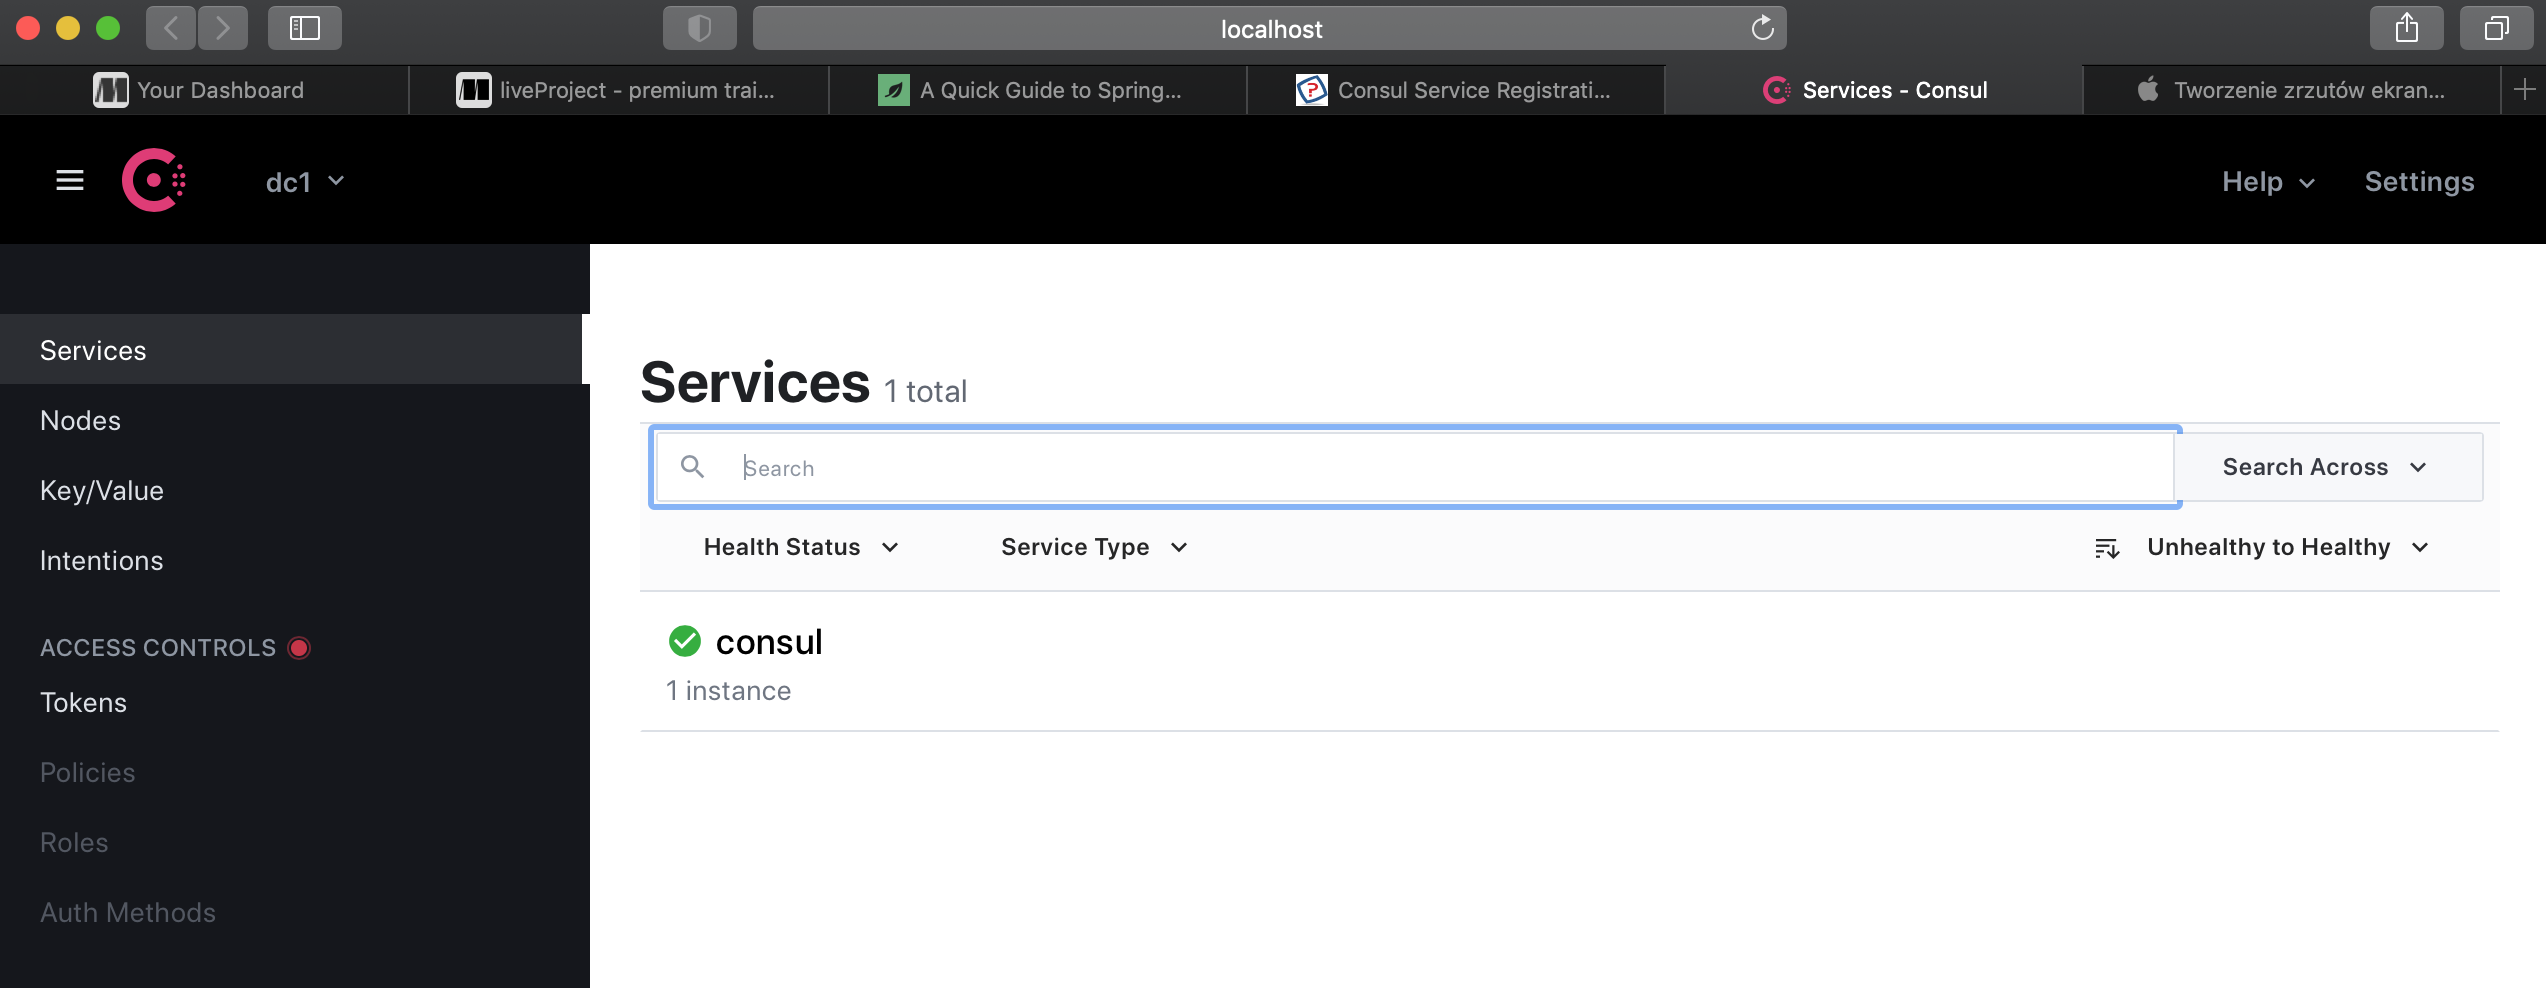 localhost
Your Dashboard
liveProject - premium trai...
A Quick Guide to Spring...
Consul Service Registrati...
Services - Consul
Tworzenie zrzutów ekran...
dc1
Help
Settings
Services
Nodes
Key/Value
Intentions
ACCESS CONTROLS
Tokens
Policies
Roles
Auth Methods
Services 1 total
Search
Search Across
Health Status
Service Type
Unhealthy to Healthy
consul
1 instance